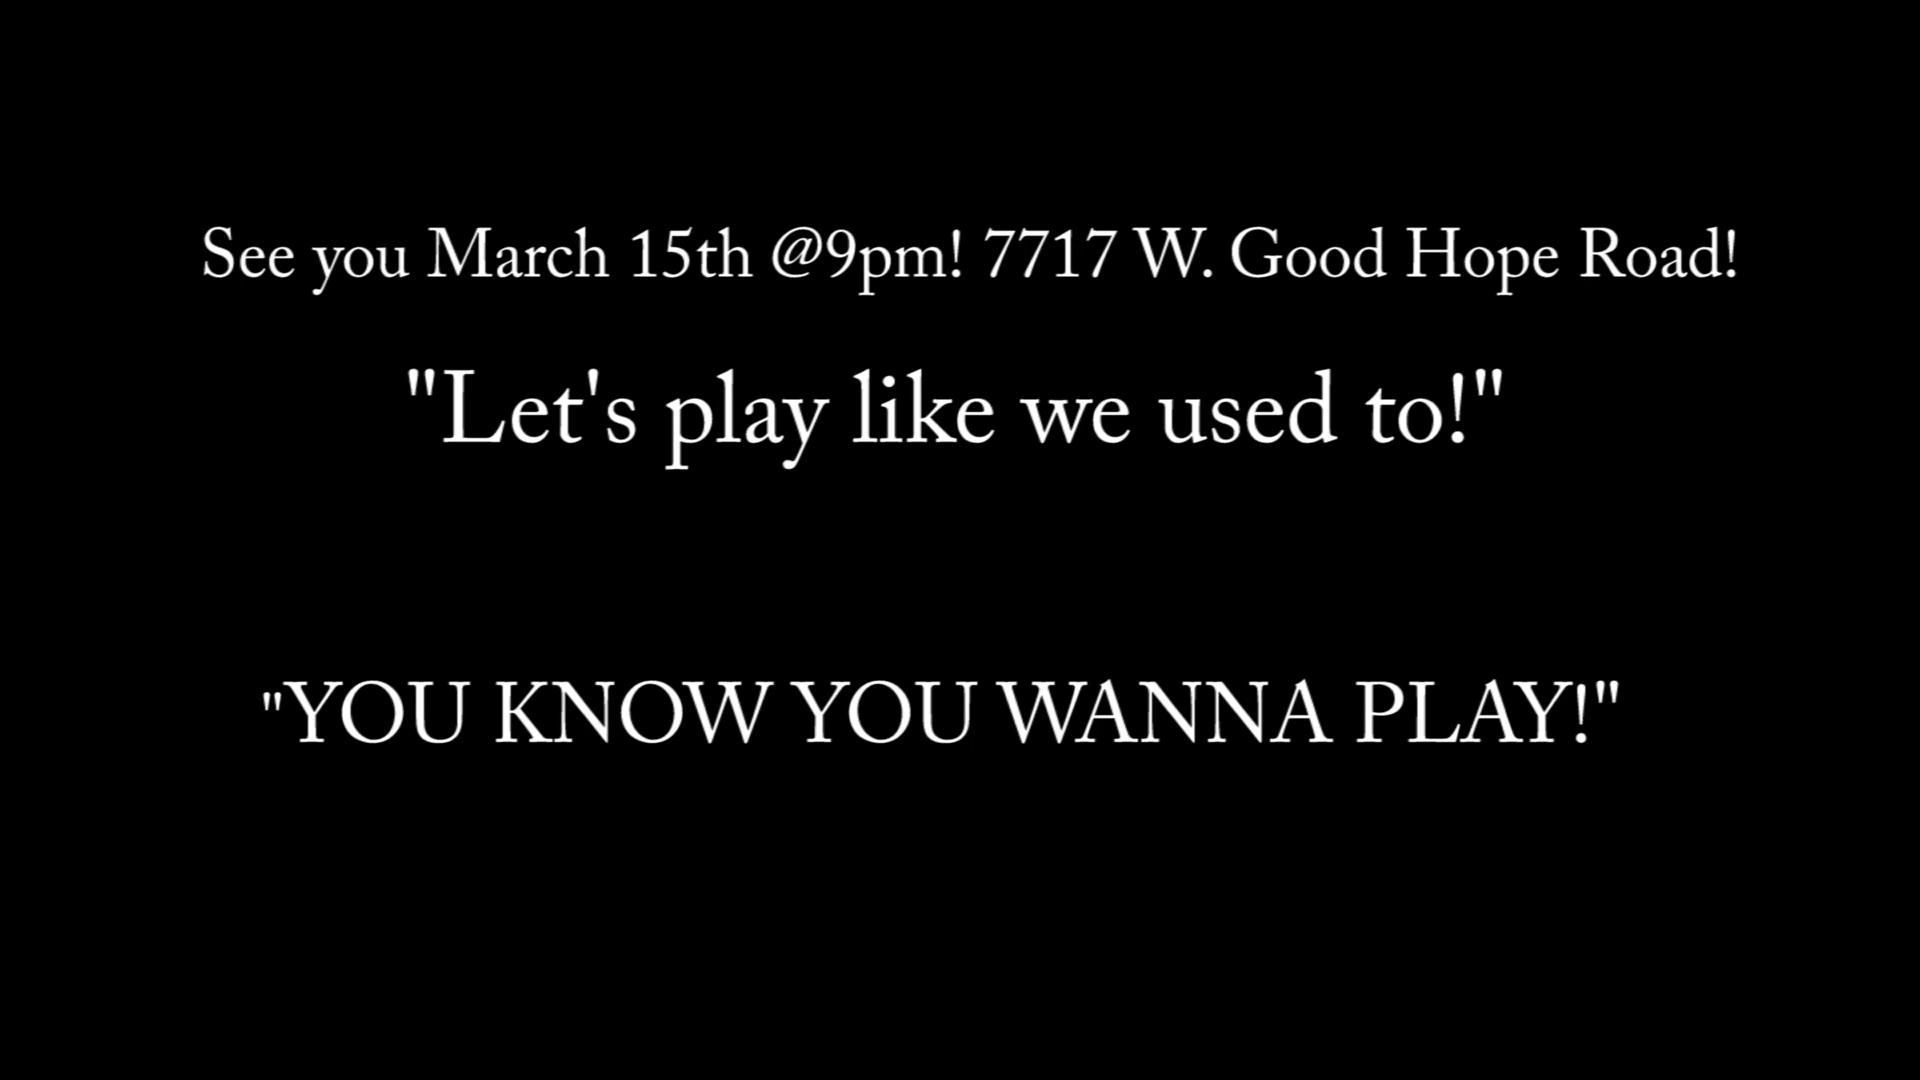 See you March 15th @9pm! 7717 W. Good Hope Road!
"Let's play like we used to!"
"YOU KNOW YOU WANNA PLAY!"